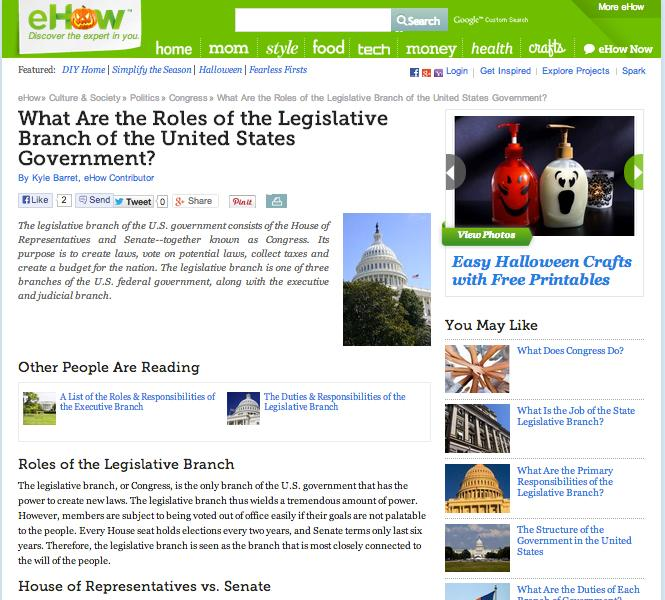 More eHow
eHow
Discover the expert in you.
Search
Google™ Custom Search
home mom style food tech money health crafts eHow Now
Featured: DIY Home | Simplify the Season | Halloween | Fearless Firsts
Login | Get Inspired | Explore Projects | Spark
eHow» Culture & Society» Politics» Congress» What Are the Roles of the Legislative Branch of the United States Government?
What Are the Roles of the Legislative
Branch of the United States
Government?
By Kyle Barret, eHow Contributor
Like 2 Send Tweet 0 Share Pin it
The legislative branch of the U.S. government consists of the House of
Representatives and Senate--together known as Congress. Its
purpose is to create laws, vote on potential laws, collect taxes and
create a budget for the nation. The legislative branch is one of three
branches of the U.S. federal government, along with the executive
and judicial branch.
Other People Are Reading
A List of the Roles & Responsibilities of
the Executive Branch
The Duties & Responsibilities of the
Legislative Branch
Roles of the Legislative Branch
The legislative branch, or Congress, is the only branch of the U.S. government that has the
power to create new laws. The legislative branch thus wields a tremendous amount of power.
However, members are subject to being voted out of office easily if their goals are not palatable
to the people. Every House seat holds elections every two years, and Senate terms only last six
years. Therefore, the legislative branch is seen as the branch that is most closely connected to
the will of the people.
House of Representatives vs. Senate
View Photos
Easy Halloween Crafts
with Free Printables
You May Like
What Does Congress Do?
What Is the Job of the State
Legislative Branch?
What Are the Primary
Responsibilities of the
Legislative Branch?
The Structure of the
Government in the United
States
What Are the Duties of Each
Branch of Government?